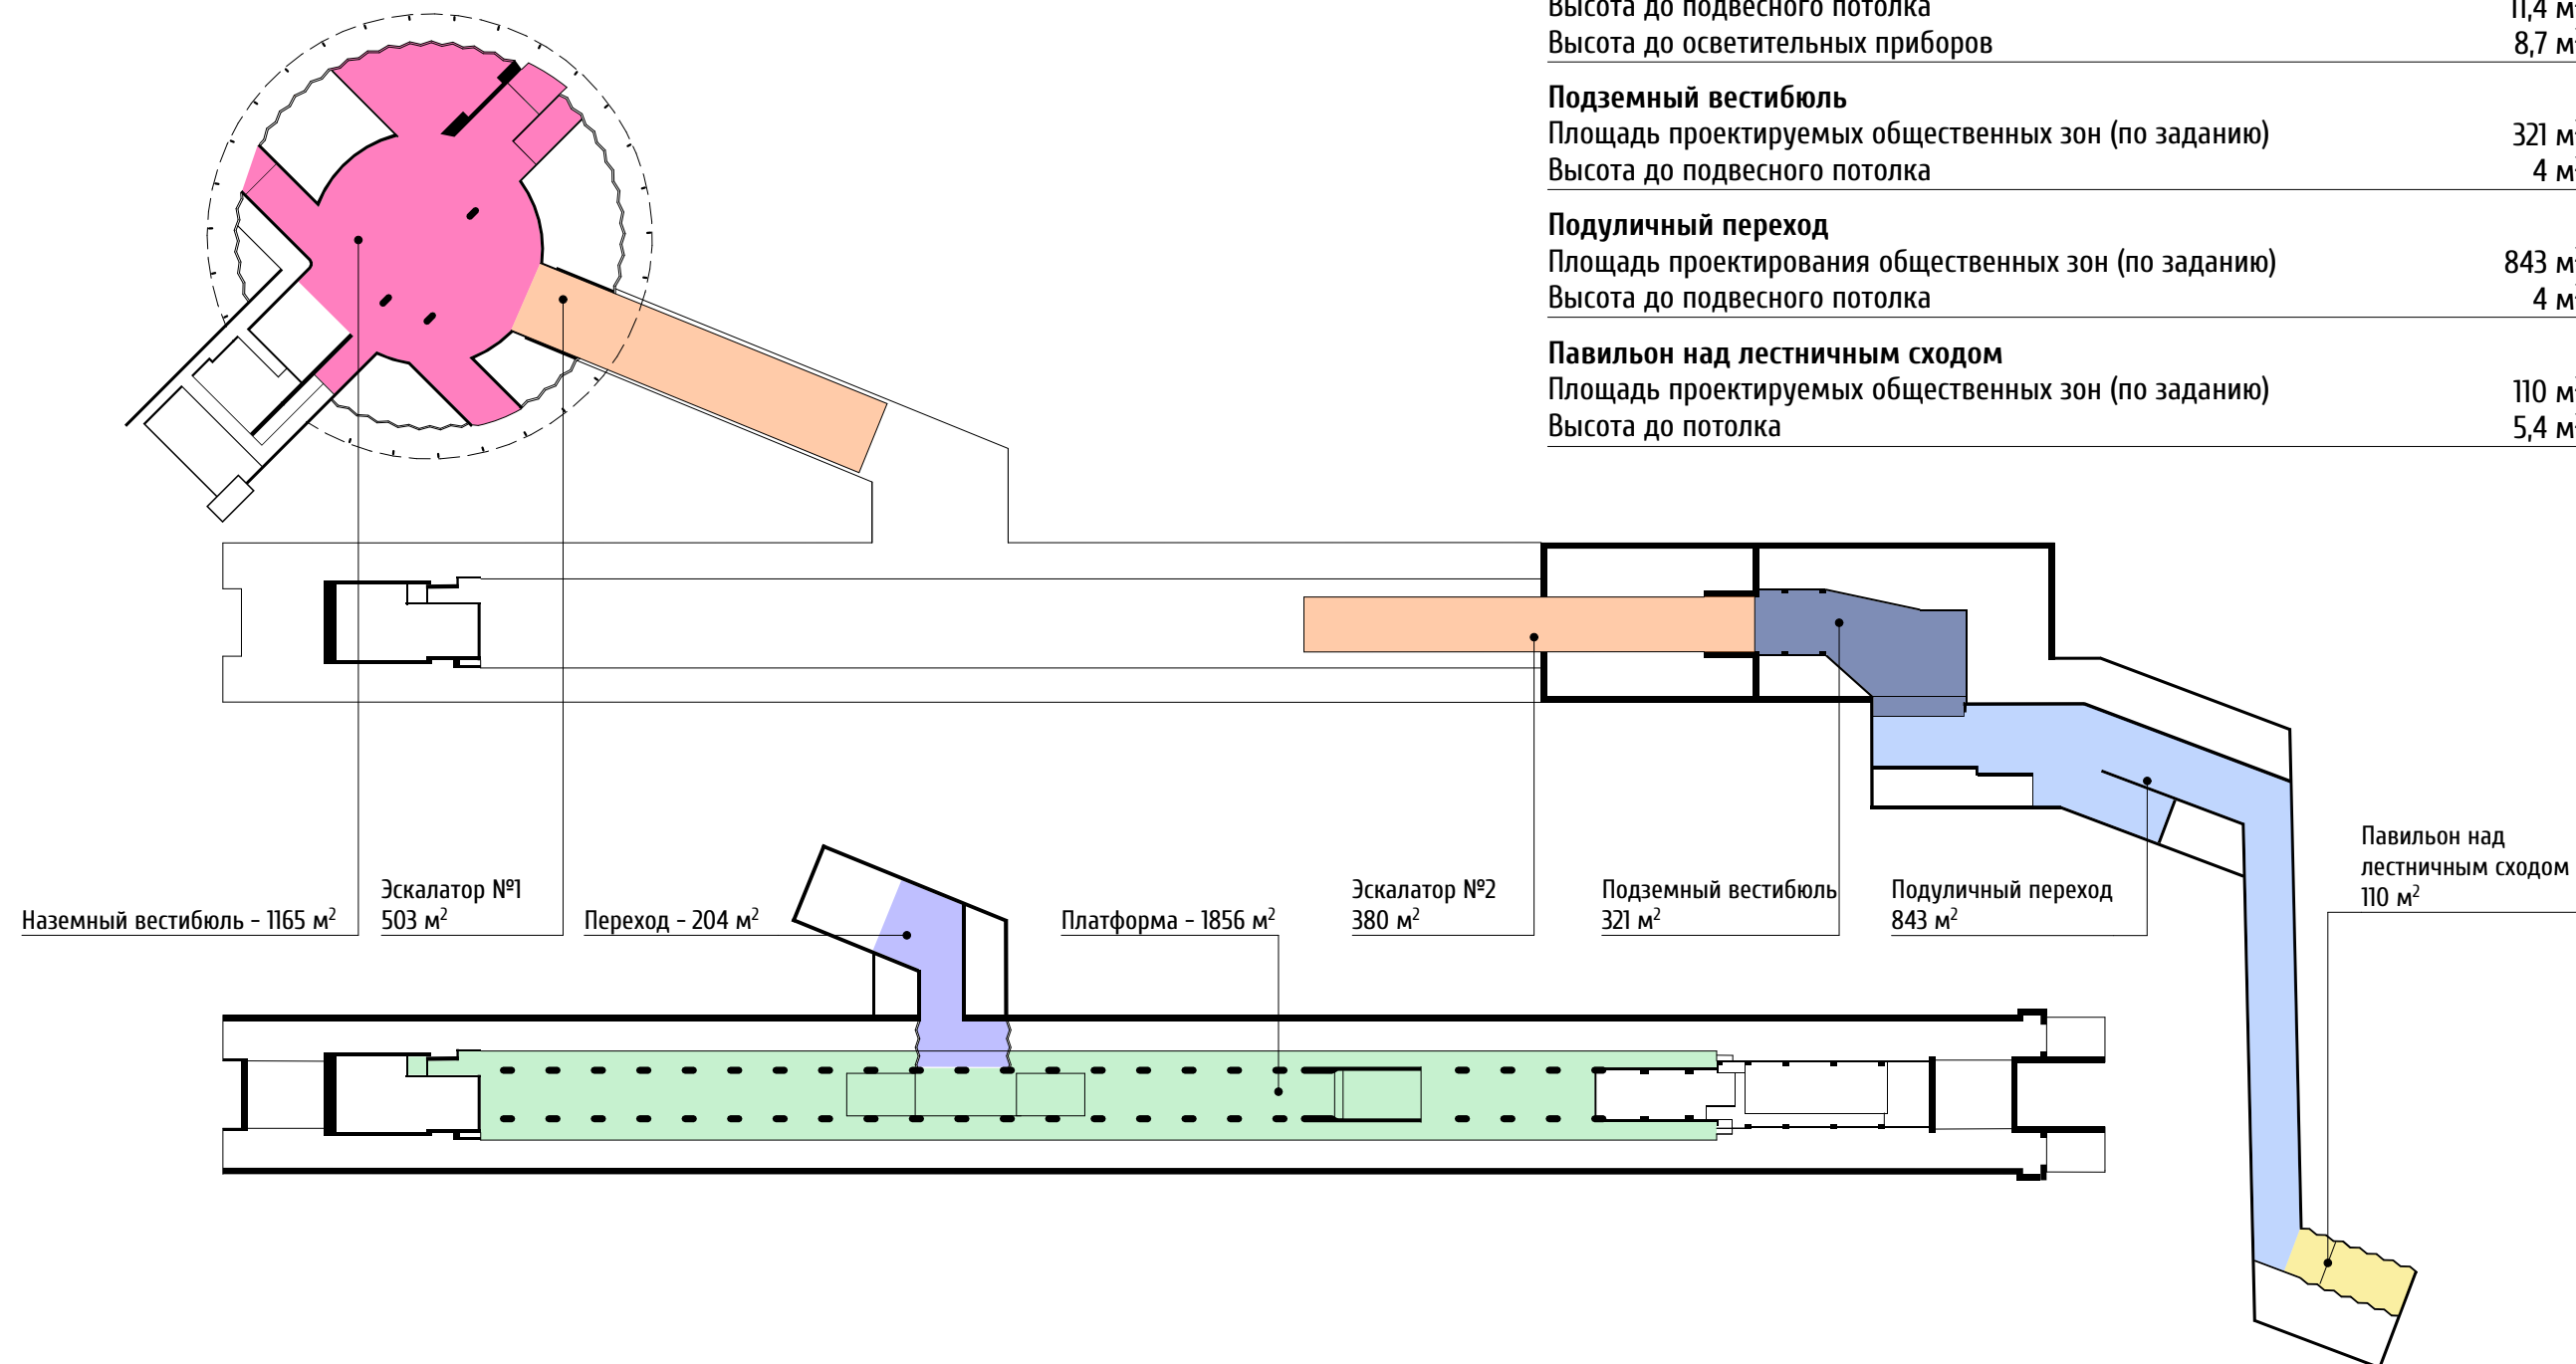 Высота до подвесного потолка 11,4 м
Высота до осветительных приборов 8,7 м
Подземный вестибюль
Площадь проектируемых общественных зон (по заданию) 321 м
Высота до подвесного потолка 4 м
Подуличный переход
Площадь проектирования общественных зон (по заданию) 843 м
Высота до подвесного потолка 4 м
Павильон над лестничным сходом
Площадь проектируемых общественных зон (по заданию) 110 м
Высота до потолка 5,4 м
Наземный вестибюль - 1165 м²
Эскалатор №1
503 м²
Переход - 204 м²
Платформа - 1856 м²
Эскалатор №2
380 м²
Подземный вестибюль
321 м²
Подуличный переход
843 м²
Павильон над
лестничным сходом
110 м²